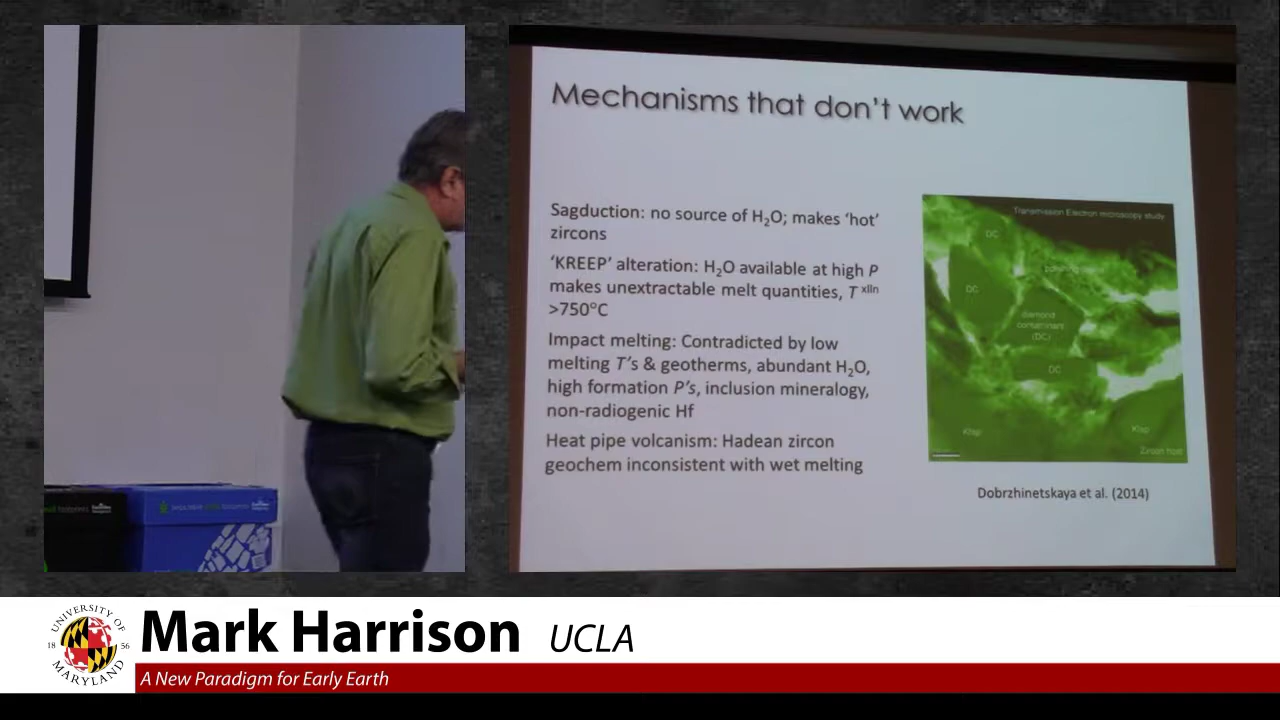 Mechanisms that don't work
Sagduction: no source of H₂O; makes 'hot'
zircons
'KREEP' alteration: H₂O available at high P
makes unextractable melt quantities, T ˣˡˡⁿ
>750°C
Impact melting: Contradicted by low
melting T's & geotherms, abundant H₂O,
high formation P's, inclusion mineralogy,
non-radiogenic Hf
Heat pipe volcanism: Hadean zircon
geochem inconsistent with wet melting
Transmission Electron microscopy study
DC
DC
diamond
contaminant
(DC)
DC
Kfsp
Kfsp
Zircon host
Dobrzhinetskaya et al. (2014)
UNIVERSITY OF
18 56
MARYLAND
Mark Harrison UCLA
A New Paradigm for Early Earth